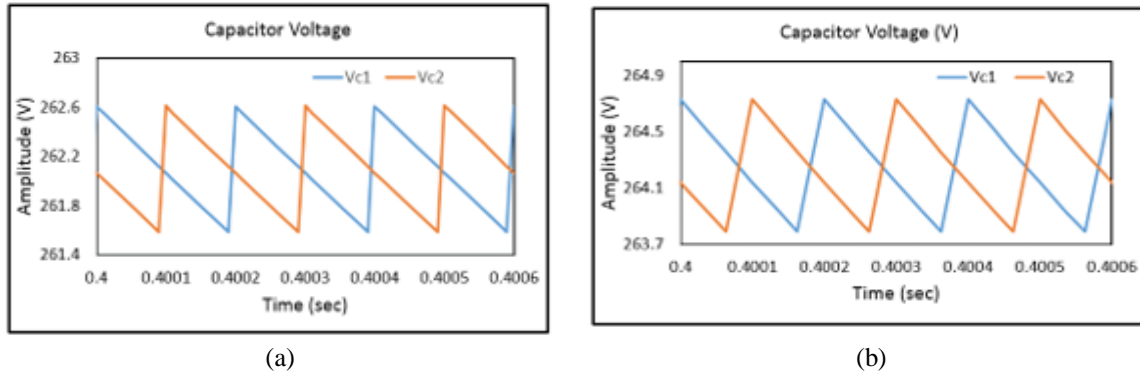 Capacitor Voltage
263
262.6
262.2
261.8
261.4
Amplitude (V)
Vc1 Vc2
0.4 0.4001 0.4002 0.4003 0.4004 0.4005 0.4006
Time (sec)
(a)
Capacitor Voltage (V)
264.9
264.5
264.1
263.7
Amplitude (V)
Vc1 Vc2
0.4 0.4001 0.4002 0.4003 0.4004 0.4005 0.4006
Time (sec)
(b)